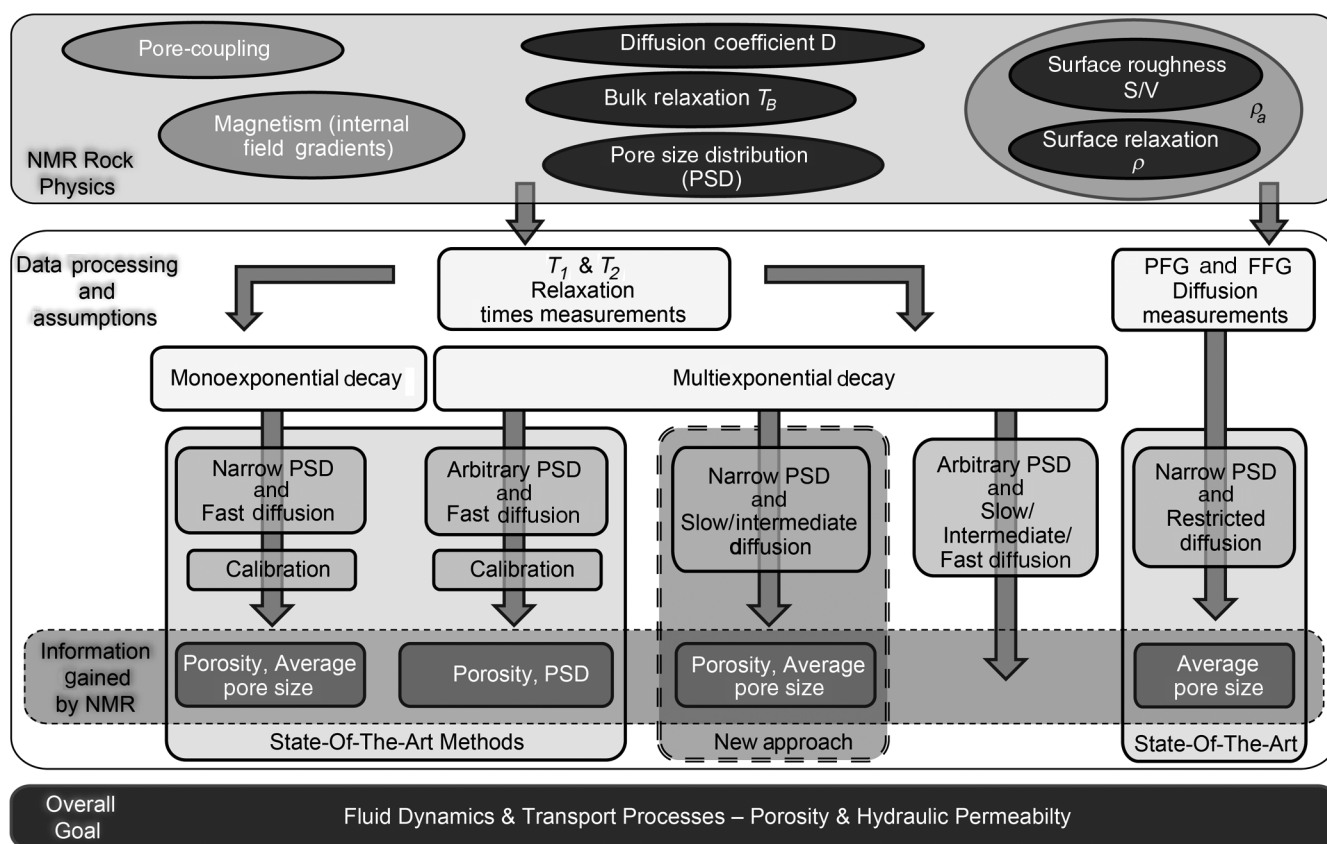 Pore-coupling
Magnetism (internal
field gradients)
NMR Rock
Physics
Diffusion coefficient D
Bulk relaxation T_B
Pore size distribution
(PSD)
Surface roughness
S/V
ρ_a
Surface relaxation
ρ
Data processing
and
assumptions
T_1 & T_2
Relaxation
times measurements
PFG and FFG
Diffusion
measurements
Monoexponential decay
Multiexponential decay
Narrow PSD
and
Fast diffusion
Calibration
Arbitrary PSD
and
Fast diffusion
Calibration
Narrow PSD
and
Slow/intermediate
diffusion
Arbitrary PSD
and
Slow/
Intermediate/
Fast diffusion
Narrow PSD
and
Restricted
diffusion
Information
gained
by NMR
Porosity, Average
pore size
Porosity, PSD
Porosity, Average
pore size
Average
pore size
State-Of-The-Art Methods
New approach
State-Of-The-Art
Overall
Goal
Fluid Dynamics & Transport Processes – Porosity & Hydraulic Permeabilty